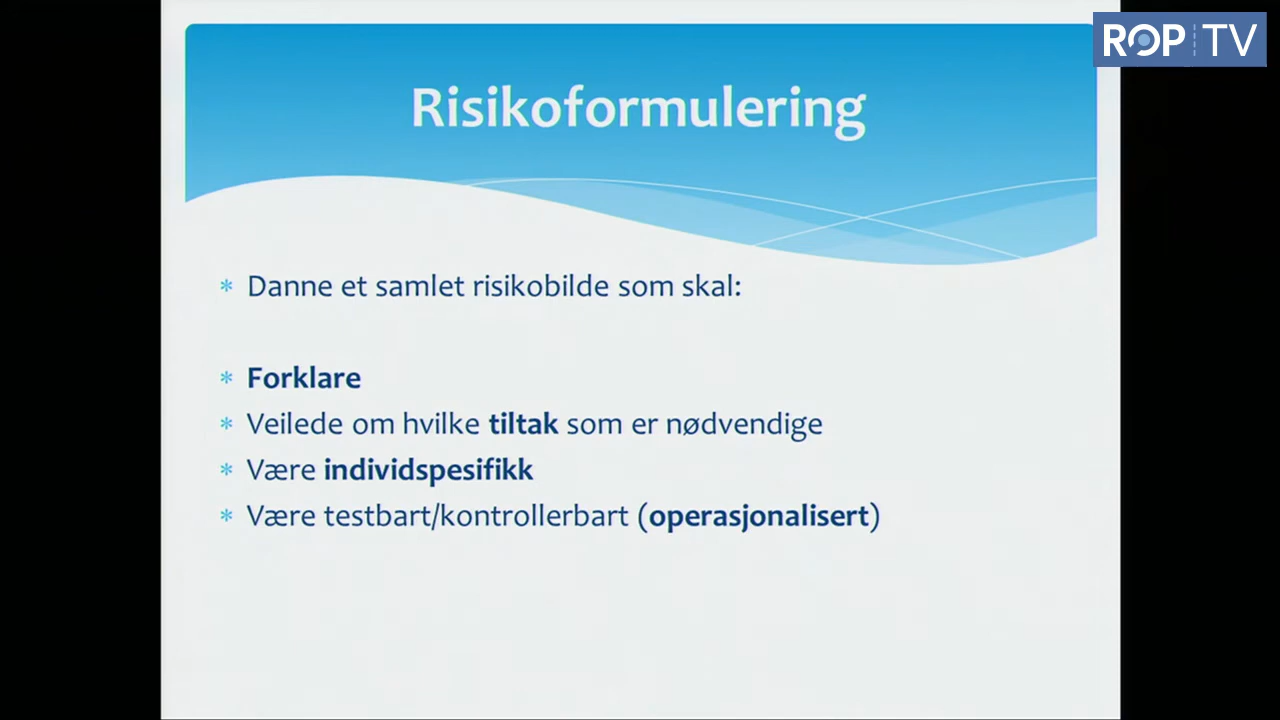 ROP TV
Risikoformulering
* Danne et samlet risikobilde som skal:
* Forklare
* Veilede om hvilke tiltak som er nødvendige
* Være individspesifikk
* Være testbart/kontrollerbart (operasjonalisert)